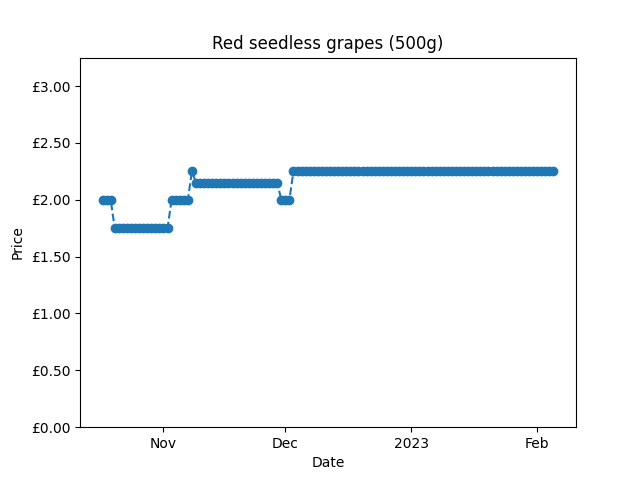 Red seedless grapes (500g)
£3.00
£2.50
£2.00
£1.50
£1.00
£0.50
£0.00
Price
Nov
Dec
2023
Feb
Date